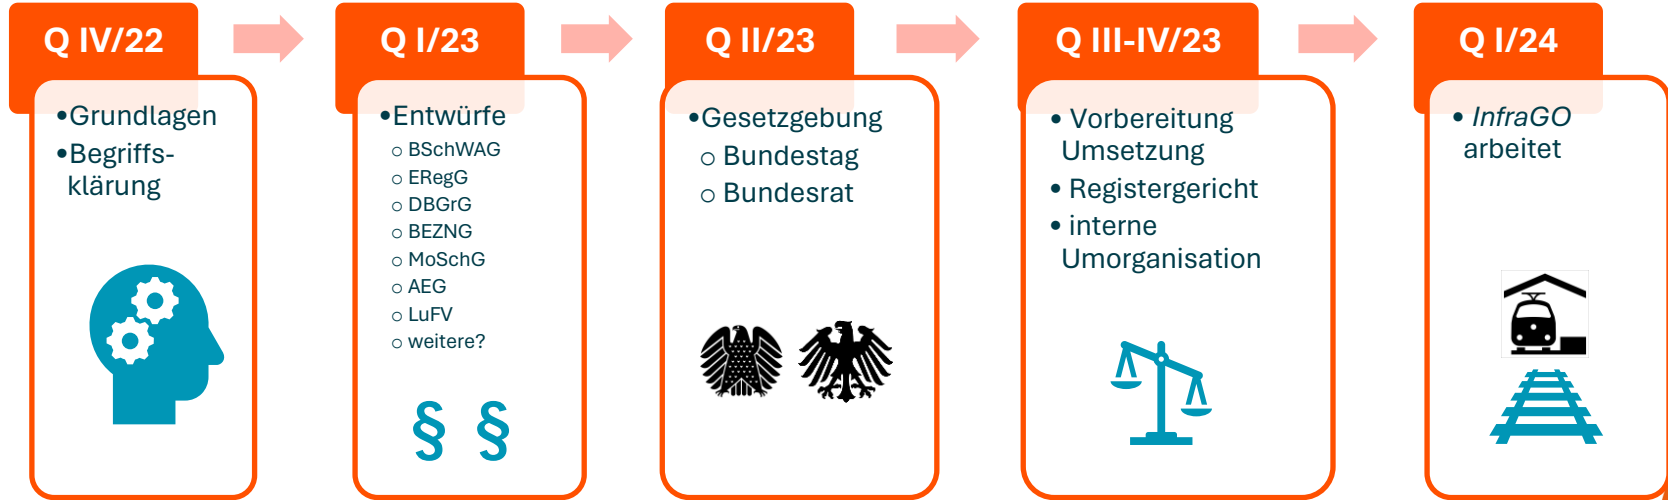 Q IV/22
•Grundlagen
•Begriffs-
klärung
Q I/23
•Entwürfe
○ BSchWAG
○ ERegG
○ DBGrG
○ BEZNG
○ MoSchG
○ AEG
○ LuFV
○ weitere?
§ §
Q II/23
•Gesetzgebung
○ Bundestag
○ Bundesrat
Q III-IV/23
• Vorbereitung
Umsetzung
• Registergericht
• interne
Umorganisation
Q I/24
• InfraGO
arbeitet